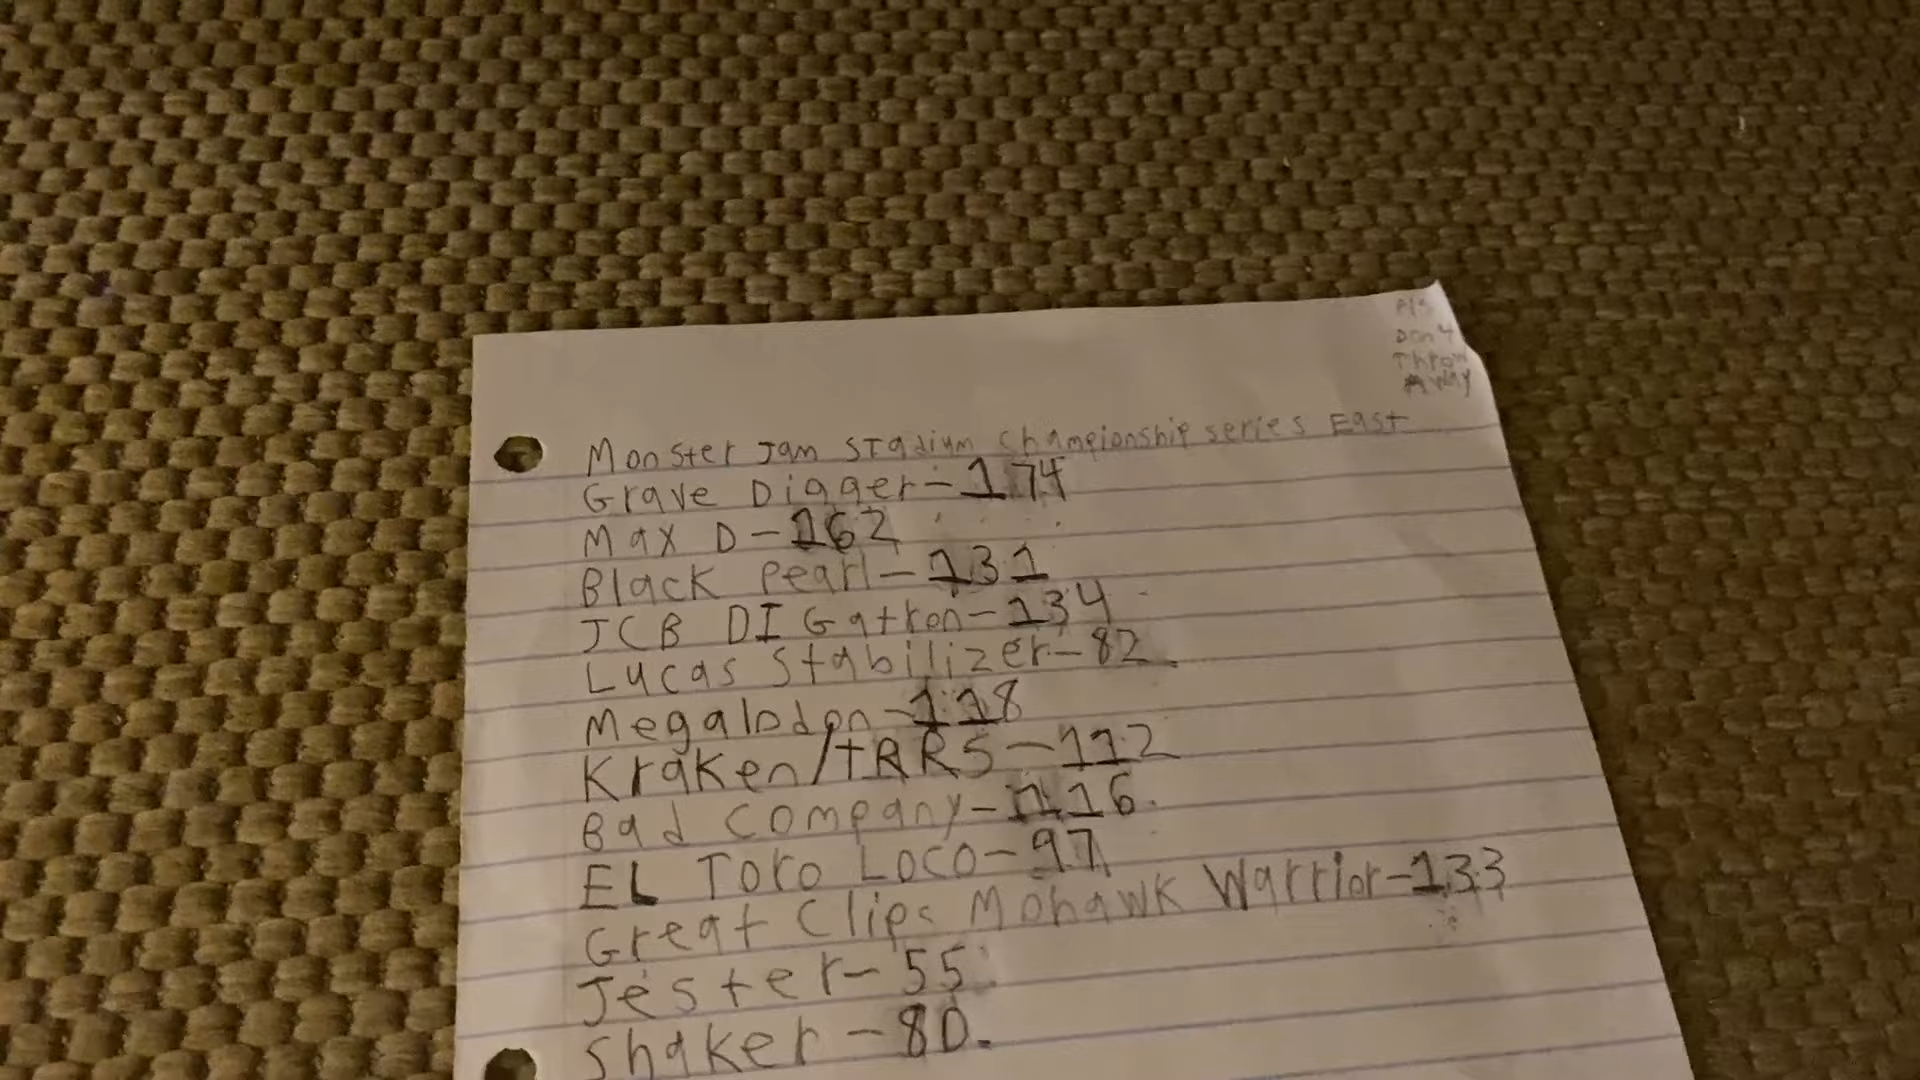 Pls
Don't
Throw
Away
Monster Jam Stadium Championship series East
Grave Digger-174
Max D-162
Black Pearl-131
JCB DIGatron-134
Lucas Stabilizer-82
Megalodon-118
Kraken/TRRS-112
Bad Company-116
EL Toro Loco-97
Great Clips Mohawk Warrior-133
Jester-55
Shaker-80